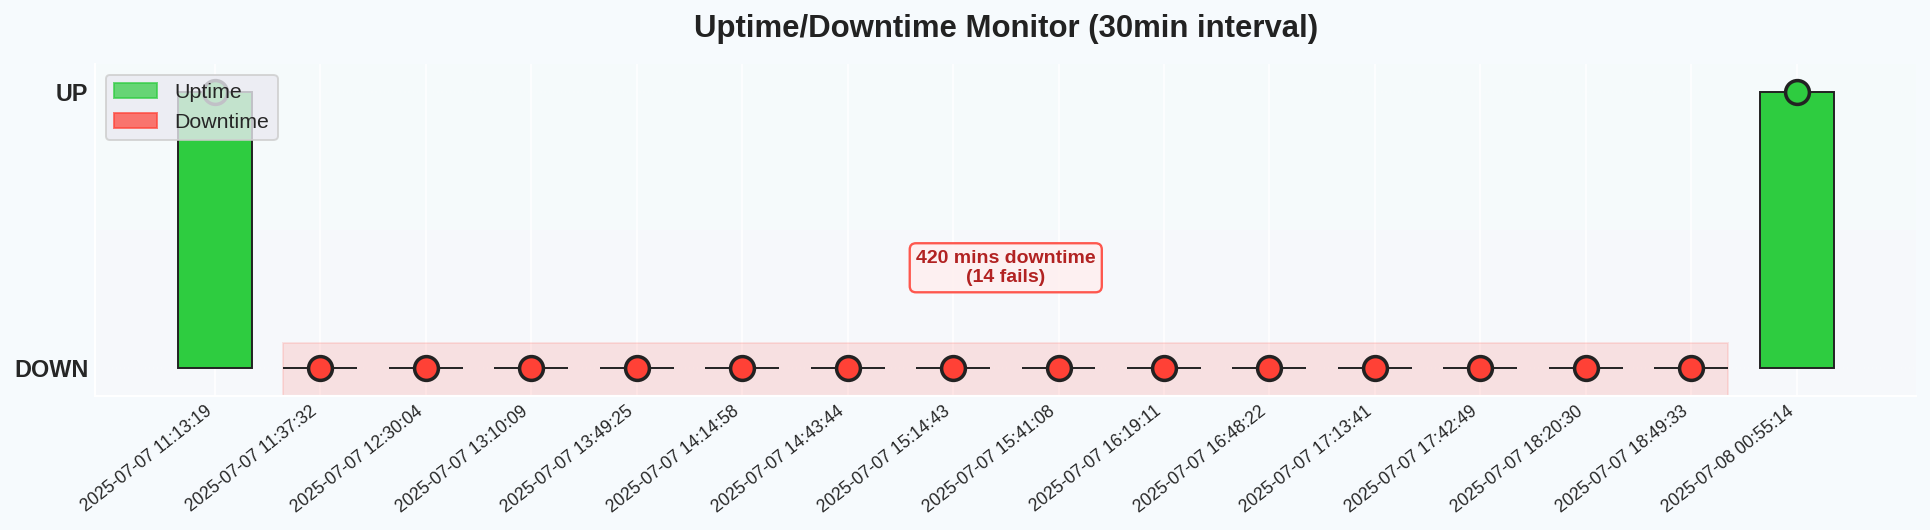 Uptime/Downtime Monitor (30min interval)
UP
Uptime
Downtime
420 mins downtime
(14 fails)
DOWN
2025-07-07 11:13:19
2025-07-07 11:37:32
2025-07-07 12:30:04
2025-07-07 13:10:09
2025-07-07 13:49:25
2025-07-07 14:14:58
2025-07-07 14:43:44
2025-07-07 15:14:43
2025-07-07 15:41:08
2025-07-07 16:19:11
2025-07-07 16:48:22
2025-07-07 17:13:41
2025-07-07 17:42:49
2025-07-07 18:20:30
2025-07-07 18:49:33
2025-07-08 00:55:14